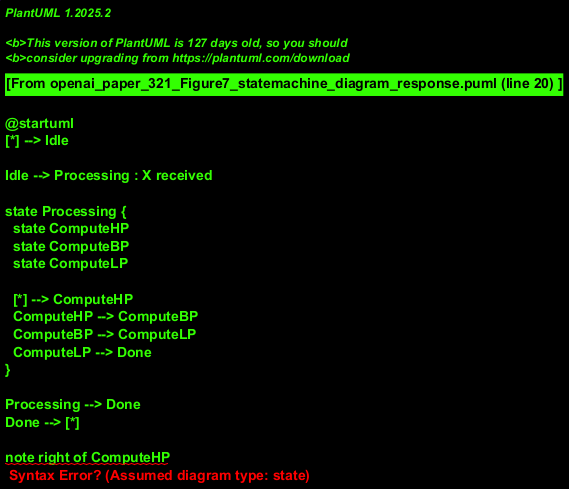 PlantUML 1.2025.2
<b>This version of PlantUML is 127 days old, so you should
<b>consider upgrading from https://plantuml.com/download
[From openai_paper_321_Figure7_statemachine_diagram_response.puml (line 20) ]
@startuml
[*] --> Idle
Idle --> Processing : X received
state Processing {
state ComputeHP
state ComputeBP
state ComputeLP
[*] --> ComputeHP
ComputeHP --> ComputeBP
ComputeBP --> ComputeLP
ComputeLP --> Done
}
Processing --> Done
Done --> [*]
note right of ComputeHP
Syntax Error? (Assumed diagram type: state)